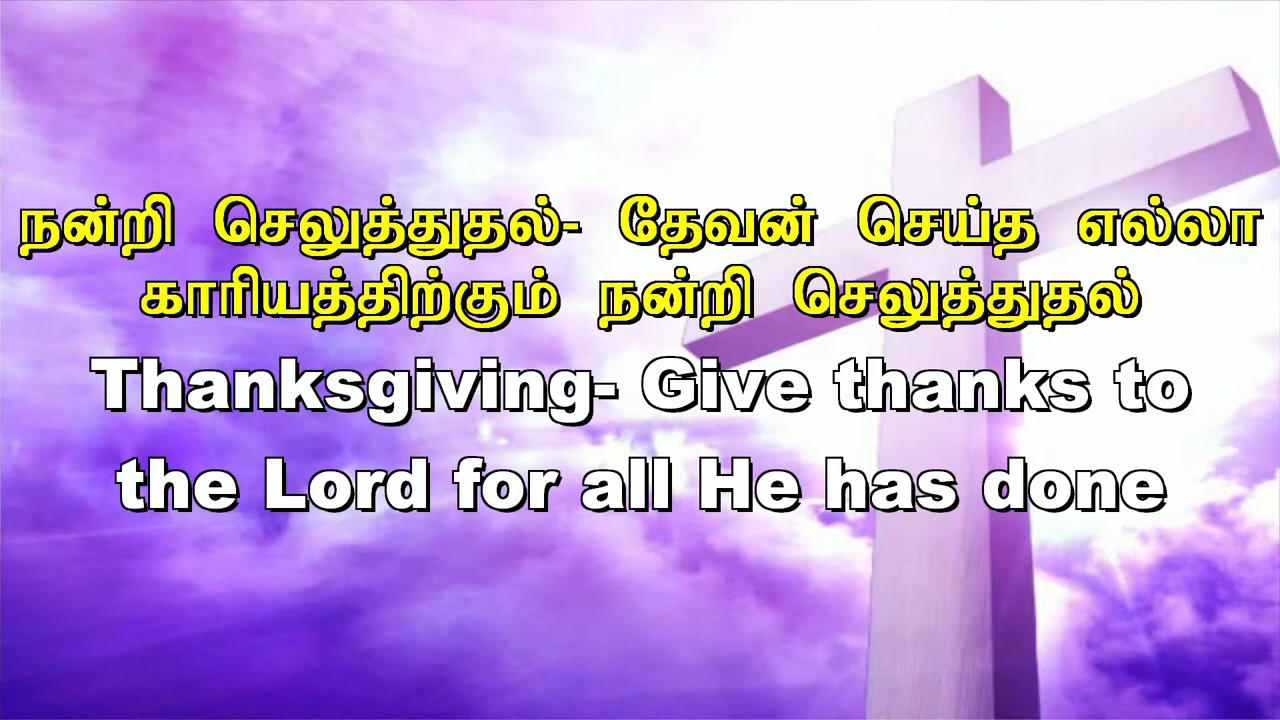 நன்றி செலுத்துதல்- தேவன் செய்த எல்லா
காரியத்திற்கும் நன்றி செலுத்துதல்
Thanksgiving- Give thanks to
the Lord for all He has done